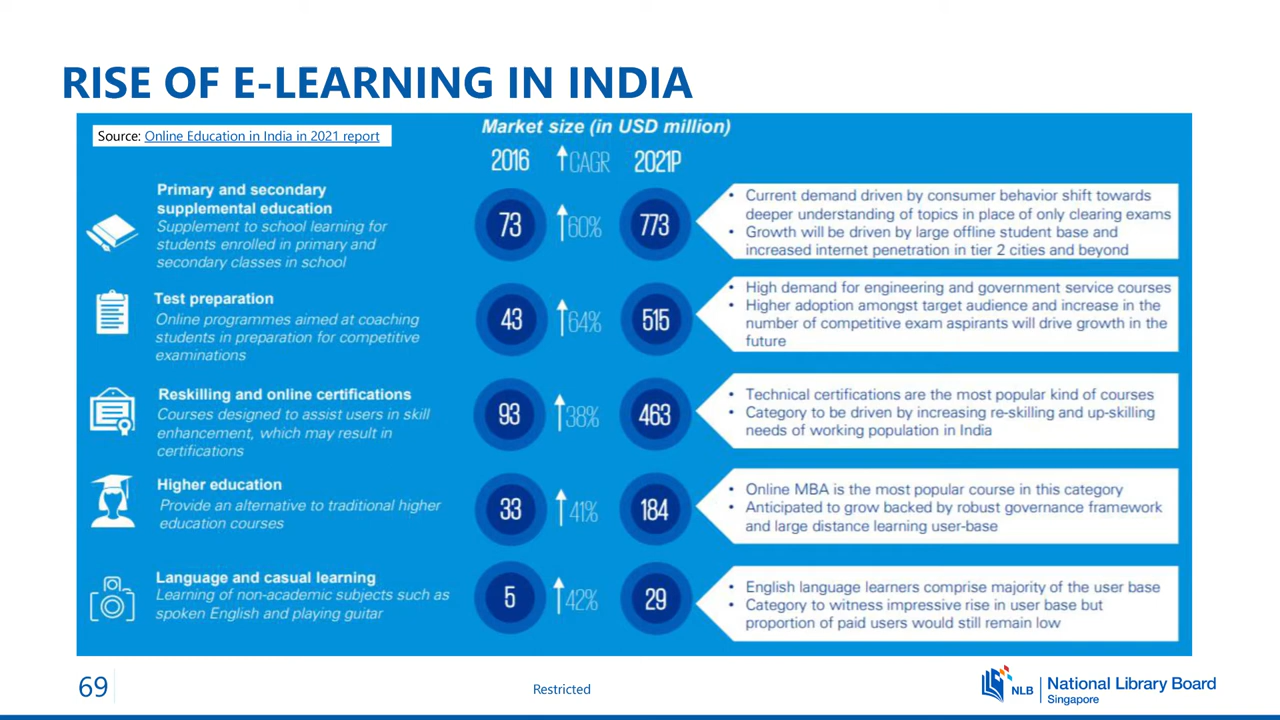 RISE OF E-LEARNING IN INDIA
Source: Online Education in India in 2021 report
Market size (in USD million)
2016 CAGR 2021P
Primary and secondary
supplemental education
Supplement to school learning for
students enrolled in primary and
secondary classes in school
73 60% 773
• Current demand driven by consumer behavior shift towards
deeper understanding of topics in place of only clearing exams
• Growth will be driven by large offline student base and
increased internet penetration in tier 2 cities and beyond
Test preparation
Online programmes aimed at coaching
students in preparation for competitive
examinations
43 64% 515
• High demand for engineering and government service courses
• Higher adoption amongst target audience and increase in the
number of competitive exam aspirants will drive growth in the
future
Reskilling and online certifications
Courses designed to assist users in skill
enhancement, which may result in
certifications
93 38% 463
• Technical certifications are the most popular kind of courses
• Category to be driven by increasing re-skilling and up-skilling
needs of working population in India
Higher education
Provide an alternative to traditional higher
education courses
33 41% 184
• Online MBA is the most popular course in this category
• Anticipated to grow backed by robust governance framework
and large distance learning user-base
Language and casual learning
Learning of non-academic subjects such as
spoken English and playing guitar
5 42% 29
• English language learners comprise majority of the user base
• Category to witness impressive rise in user base but
proportion of paid users would still remain low
69
Restricted
NLB National Library Board
Singapore